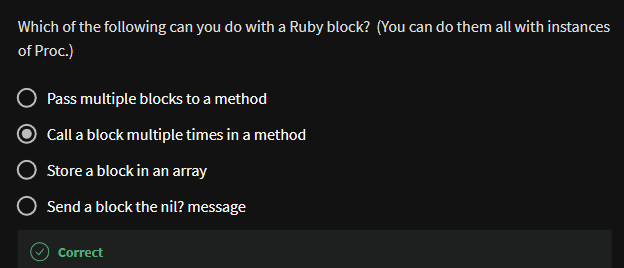 Which of the following can you do with a Ruby block?  (You can do them all with instances
of Proc.)
Pass multiple blocks to a method
Call a block multiple times in a method
Store a block in an array
Send a block the nil? message
Correct